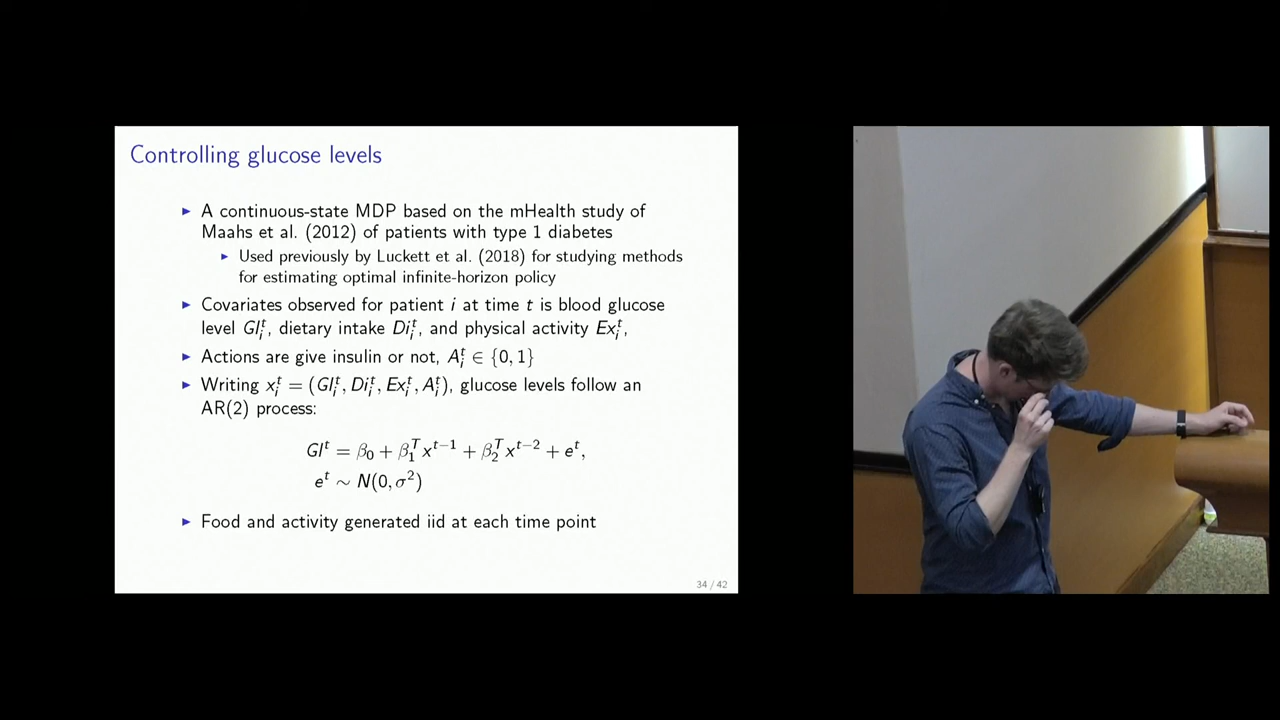 Controlling glucose levels
▶ A continuous-state MDP based on the mHealth study of
Maahs et al. (2012) of patients with type 1 diabetes
▶ Used previously by Luckett et al. (2018) for studying methods
for estimating optimal infinite-horizon policy
▶ Covariates observed for patient i at time t is blood glucose
level Gl_i^t, dietary intake Di_i^t, and physical activity Ex_i^t,
▶ Actions are give insulin or not, A_i^t ∈ {0, 1}
▶ Writing x_i^t = (Gl_i^t, Di_i^t, Ex_i^t, A_i^t), glucose levels follow an
AR(2) process:
Gl^t = β_0 + β_1^T x^{t−1} + β_2^T x^{t−2} + e^t,
e^t ∼ N(0, σ^2)
▶ Food and activity generated iid at each time point
34 / 42